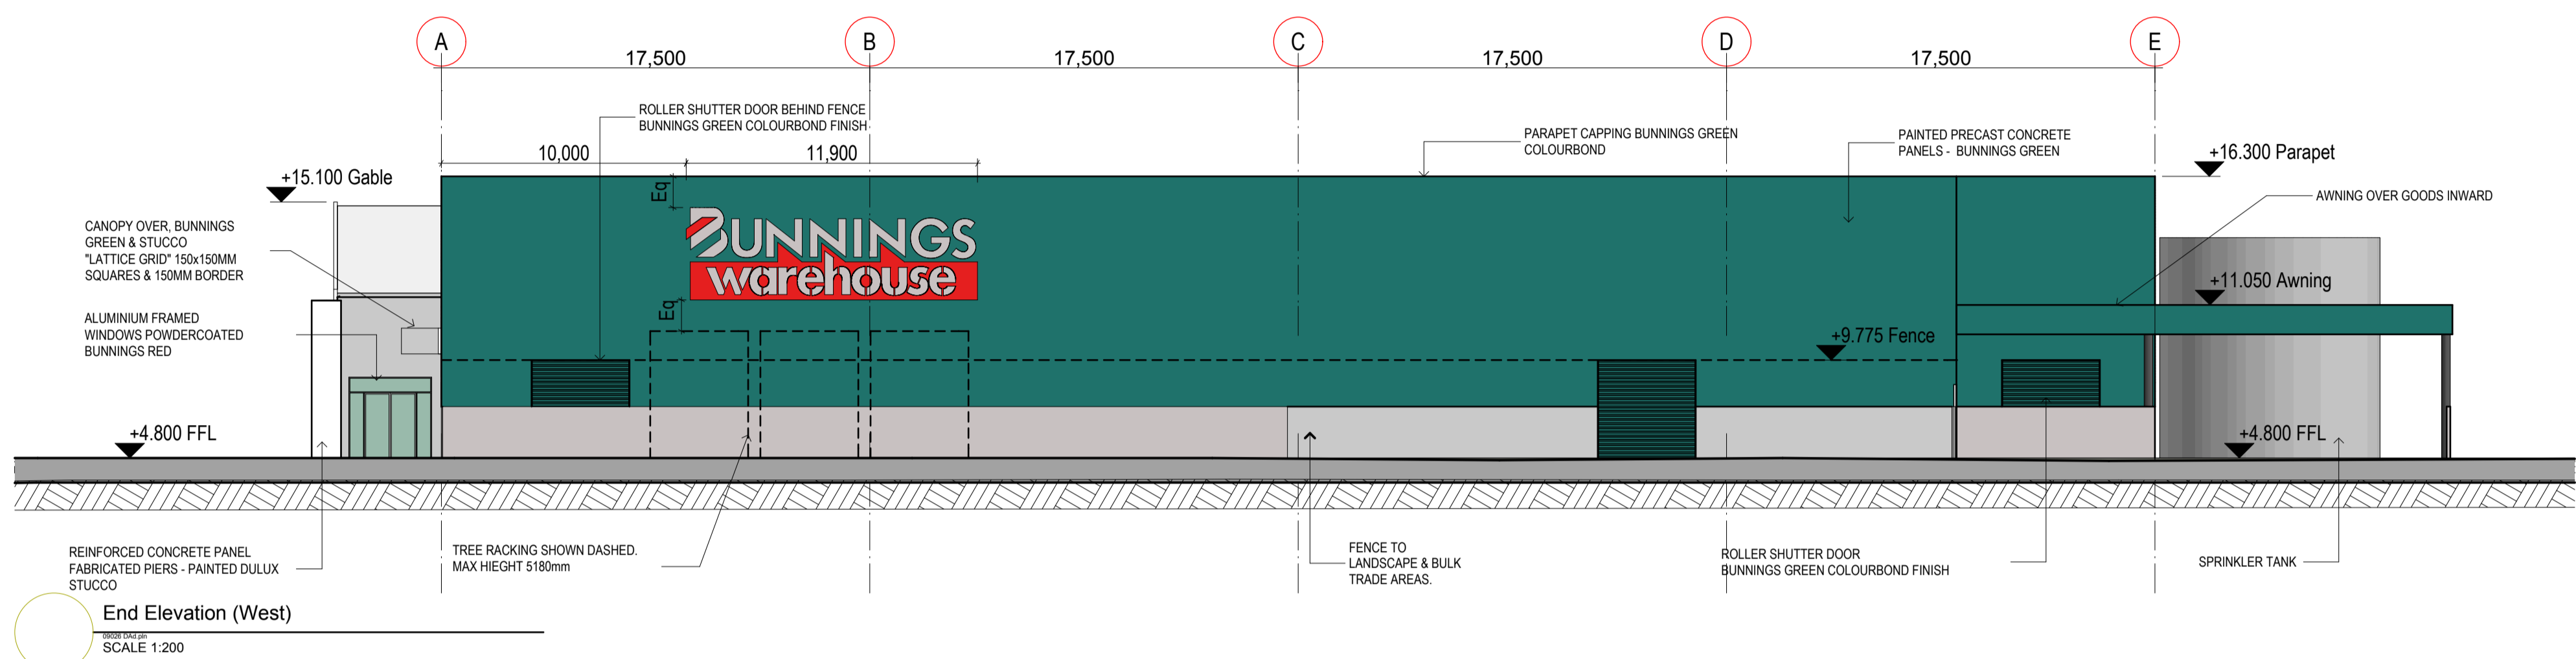 A
B
C
D
E
17,500
17,500
17,500
17,500
ROLLER SHUTTER DOOR BEHIND FENCE
BUNNINGS GREEN COLOURBOND FINISH
PARAPET CAPPING BUNNINGS GREEN
COLOURBOND
PAINTED PRECAST CONCRETE
PANELS - BUNNINGS GREEN
10,000
11,900
+16.300 Parapet
+15.100 Gable
Eq
AWNING OVER GOODS INWARD
CANOPY OVER, BUNNINGS
GREEN & STUCCO
"LATTICE GRID" 150x150MM
SQUARES & 150MM BORDER
BUNNINGS
warehouse
+11.050 Awning
Eq
ALUMINIUM FRAMED
WINDOWS POWDERCOATED
BUNNINGS RED
+9.775 Fence
+4.800 FFL
+4.800 FFL
REINFORCED CONCRETE PANEL
FABRICATED PIERS - PAINTED DULUX
STUCCO
TREE RACKING SHOWN DASHED.
MAX HIEGHT 5180mm
FENCE TO
LANDSCAPE & BULK
TRADE AREAS.
ROLLER SHUTTER DOOR
BUNNINGS GREEN COLOURBOND FINISH
SPRINKLER TANK
End Elevation (West)
09026 DAd.pln
SCALE 1:200